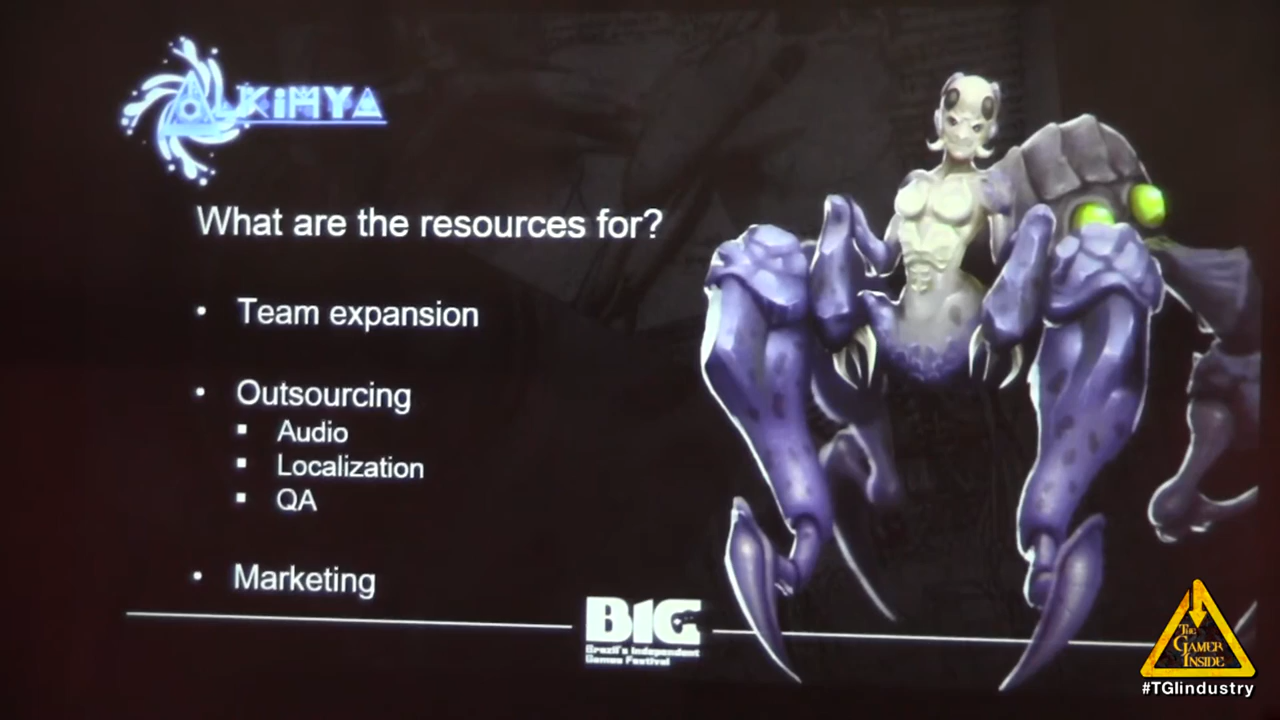 ALKiMYA
What are the resources for?
• Team expansion
• Outsourcing
▪ Audio
▪ Localization
▪ QA
• Marketing
BIG
Brazil's Independent
Games Festival
THE
GAMER
INSIDE
#TGIindustry